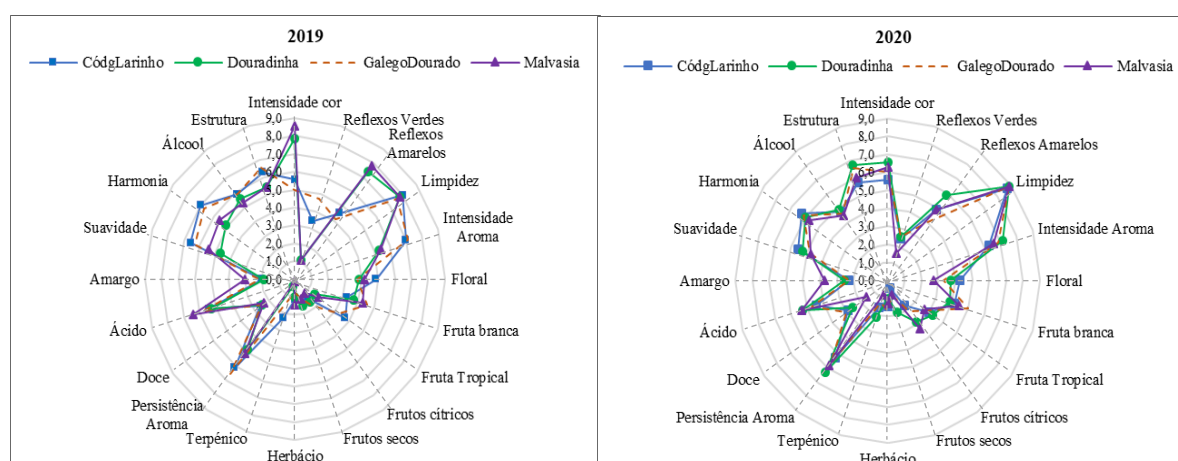 2019
CódgLarinho Douradinha GalegoDourado Malvasia
Intensidade cor
Estrutura
Reflexos Verdes
Álcool
Reflexos
Amarelos
Harmonia
Limpidez
Suavidade
Intensidade
Aroma
Amargo
Floral
Ácido
Fruta branca
Doce
Fruta Tropical
Persistência
Aroma
Frutos cítricos
Terpénico
Frutos secos
Herbácio
9,0
8,0
7,0
6,0
5,0
4,0
3,0
2,0
1,0
0,0
2020
CódgLarinho Douradinha GalegoDourado Malvasia
Intensidade cor
Estrutura
Reflexos Verdes
Álcool
Reflexos Amarelos
Harmonia
Limpidez
Suavidade
Intensidade Aroma
Amargo
Floral
Ácido
Fruta branca
Doce
Fruta Tropical
Persistência Aroma
Frutos cítricos
Terpénico
Frutos secos
Herbácio
9,0
8,0
7,0
6,0
5,0
4,0
3,0
2,0
1,0
0,0